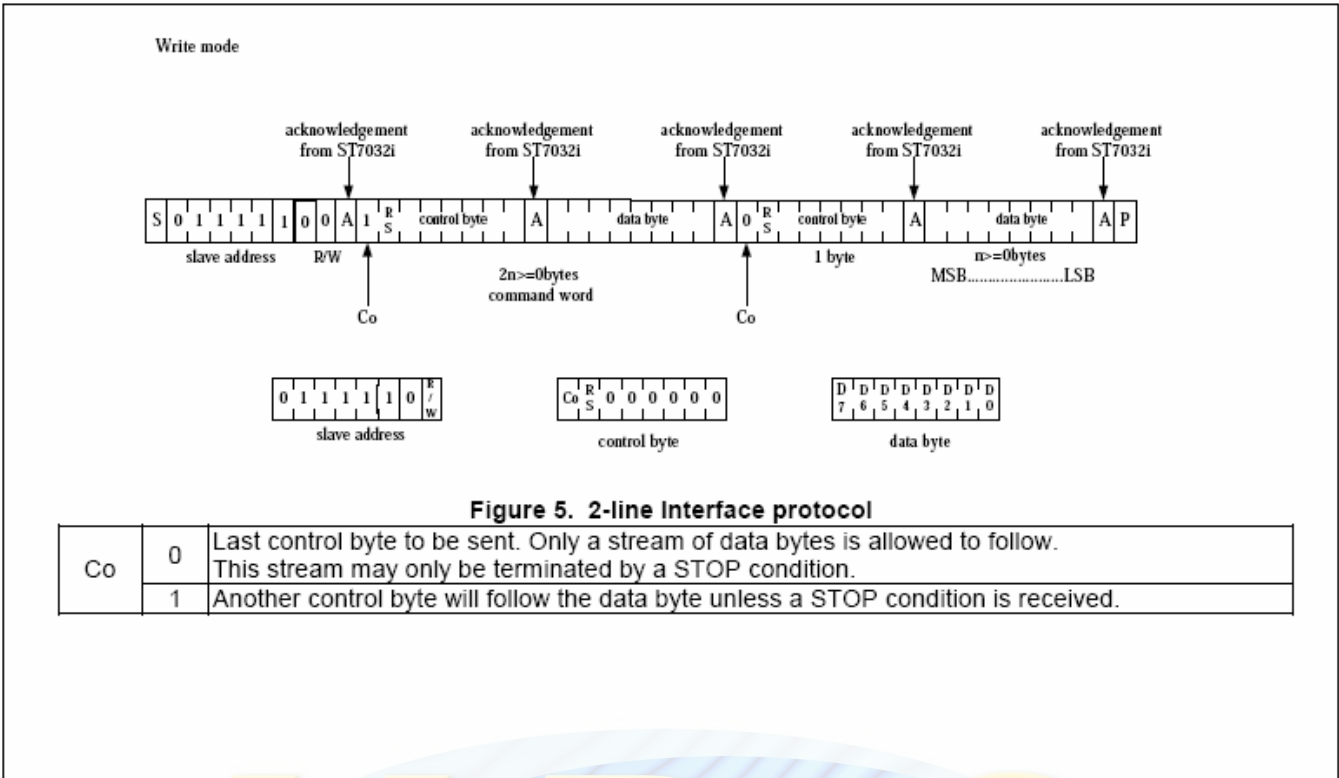 Write mode
acknowledgement acknowledgement acknowledgement acknowledgement acknowledgement
from ST7032i from ST7032i from ST7032i from ST7032i from ST7032i
S 0 1 1 1 1 1 0 0 A 1 RS control byte A data byte A 0 RS control byte A data byte A P
slave address R/W 1 byte n>=0bytes
2n>=0bytes MSB........................LSB
command word
Co Co
0 1 1 1 1 1 0 R/W Co RS 0 0 0 0 0 0 D7 D6 D5 D4 D3 D2 D1 D0
slave address control byte data byte
Figure 5. 2-line Interface protocol
Co 0 Last control byte to be sent. Only a stream of data bytes is allowed to follow.
This stream may only be terminated by a STOP condition.
1 Another control byte will follow the data byte unless a STOP condition is received.